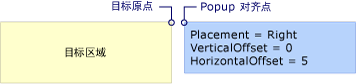 目标原点 Popup 对齐点
目标区域
Placement = Right
VerticalOffset = 0
HorizontalOffset = 5